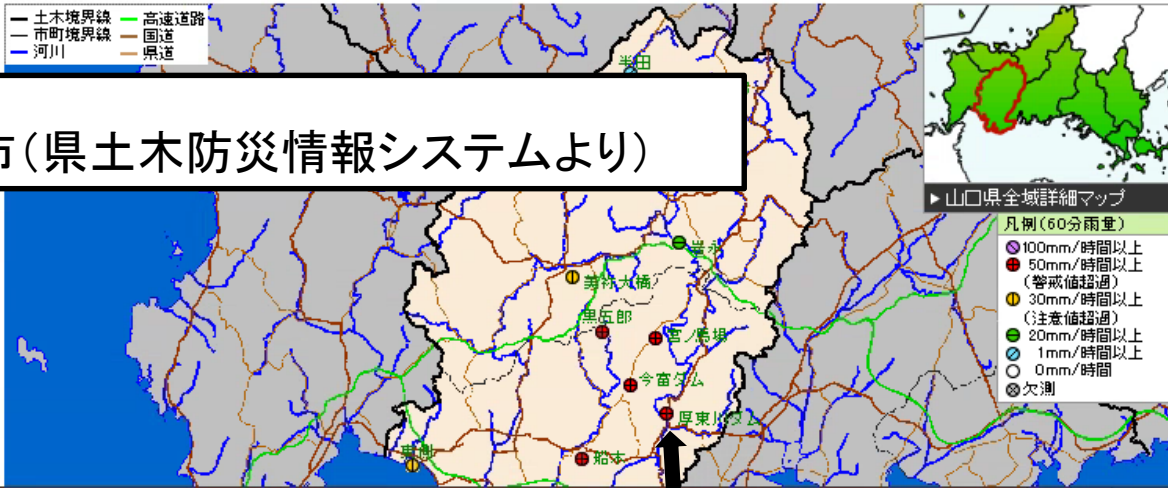 土木境界線 高速道路
市町境界線 国道
河川 県道
半田
市(県土木防災情報システムより)
▶山口県全域詳細マップ
凡例(60分雨量)
100mm/時間以上
50mm/時間以上
(警戒値超過)
30mm/時間以上
(注意値超過)
20mm/時間以上
1mm/時間以上
0mm/時間
欠測
岩永
美祢大橋
黒五郎
宮ノ馬場
今富ダム
厚東川ダム
船木